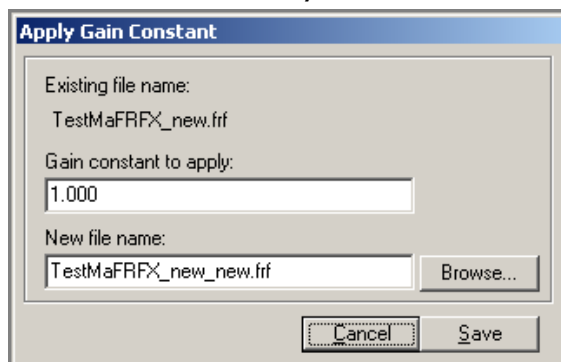 Apply Gain Constant
Existing file name:
TestMaFRFX_new.frf
Gain constant to apply:
1.000
New file name:
TestMaFRFX_new_new.frf
Browse...
Cancel Save